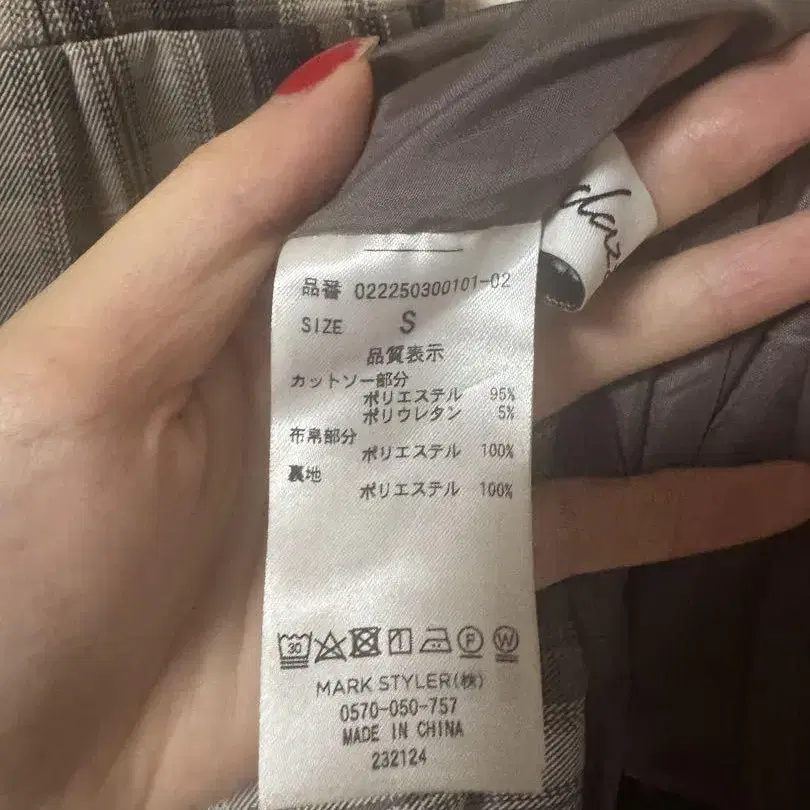 品番 022250300101-02
SIZE S
品質表示
カットソー部分
ポリエステル 95%
ポリウレタン 5%
布帛部分
ポリエステル 100%
裏地
ポリエステル 100%
30
F W
MARK STYLER(株)
0570-050-757
MADE IN CHINA
232124